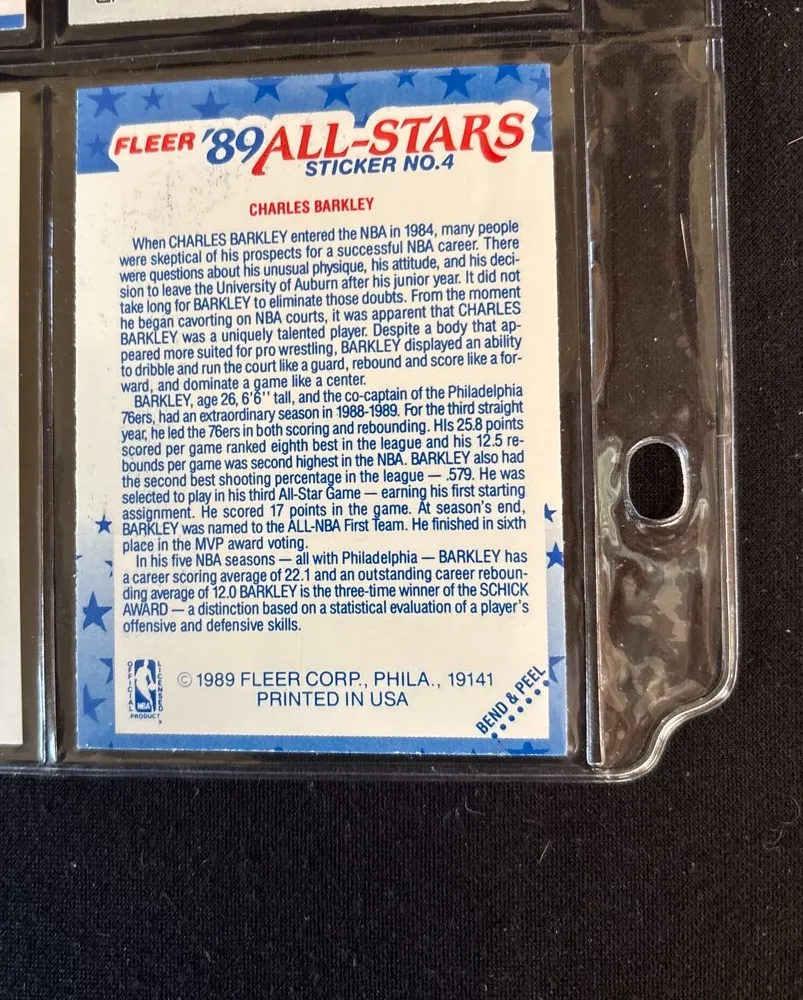 FLEER '89 ALL-STARS
STICKER NO.4
CHARLES BARKLEY
When CHARLES BARKLEY entered the NBA in 1984, many people
were skeptical of his prospects for a successful NBA career. There
were questions about his unusual physique, his attitude, and his deci-
sion to leave the University of Auburn after his junior year. It did not
take long for BARKLEY to eliminate those doubts. From the moment
he began cavorting on NBA courts, it was apparent that CHARLES
BARKLEY was a uniquely talented player. Despite a body that ap-
peared more suited for pro wrestling, BARKLEY displayed an ability
to dribble and run the court like a guard, rebound and score like a for-
ward, and dominate a game like a center.
BARKLEY, age 26, 6'6'' tall, and the co-captain of the Philadelphia
76ers, had an extraordinary season in 1988-1989. For the third straight
year, he led the 76ers in both scoring and rebounding. HIs 25.8 points
scored per game ranked eighth best in the league and his 12.5 re-
bounds per game was second highest in the NBA. BARKLEY also had
the second best shooting percentage in the league — .579. He was
selected to play in his third All-Star Game — earning his first starting
assignment. He scored 17 points in the game. At season's end,
BARKLEY was named to the ALL-NBA First Team. He finished in sixth
place in the MVP award voting.
In his five NBA seasons — all with Philadelphia — BARKLEY has
a career scoring average of 22.1 and an outstanding career reboun-
ding average of 12.0 BARKLEY is the three-time winner of the SCHICK
AWARD — a distinction based on a statistical evaluation of a player's
offensive and defensive skills.
OFFICIAL LICENSED
NBA
PRODUCT
© 1989 FLEER CORP., PHILA., 19141
PRINTED IN USA
BEND & PEEL